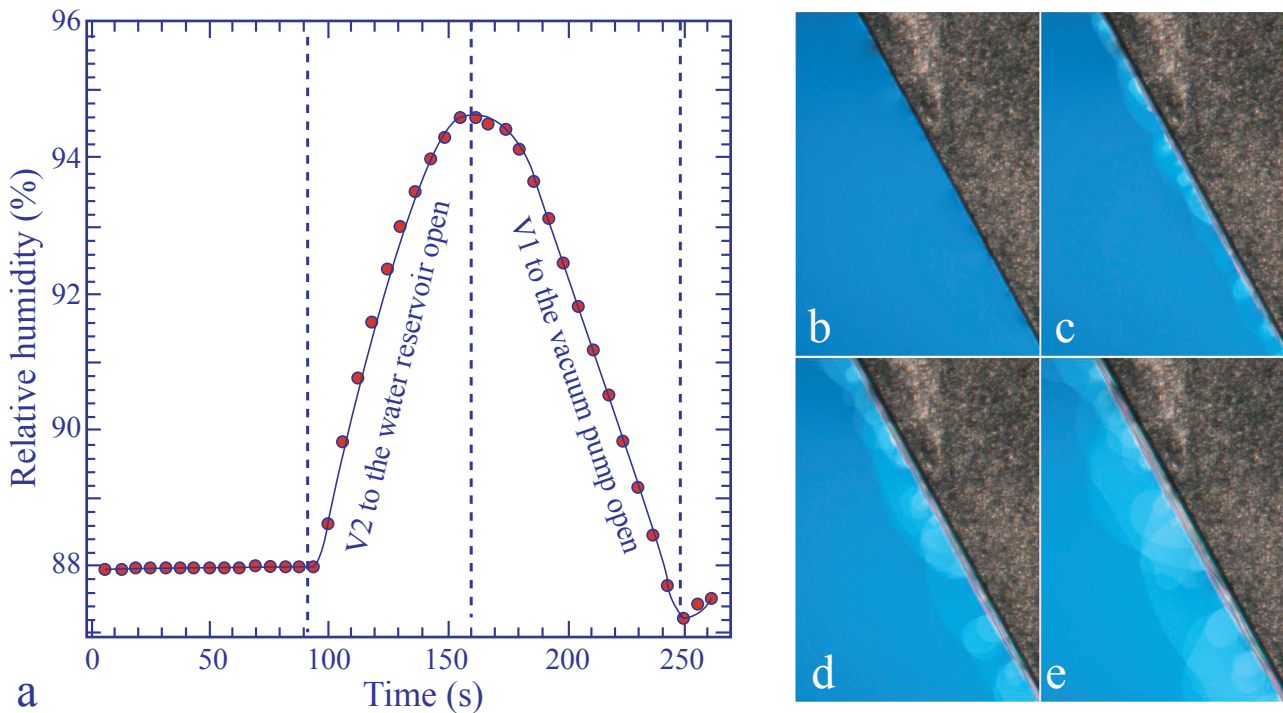 96
94
92
90
88
Relative humidity (%)
V2 to the water reservoir open
V1 to the vacuum pump open
0
50
100
150
200
250
Time (s)
a
b
c
d
e